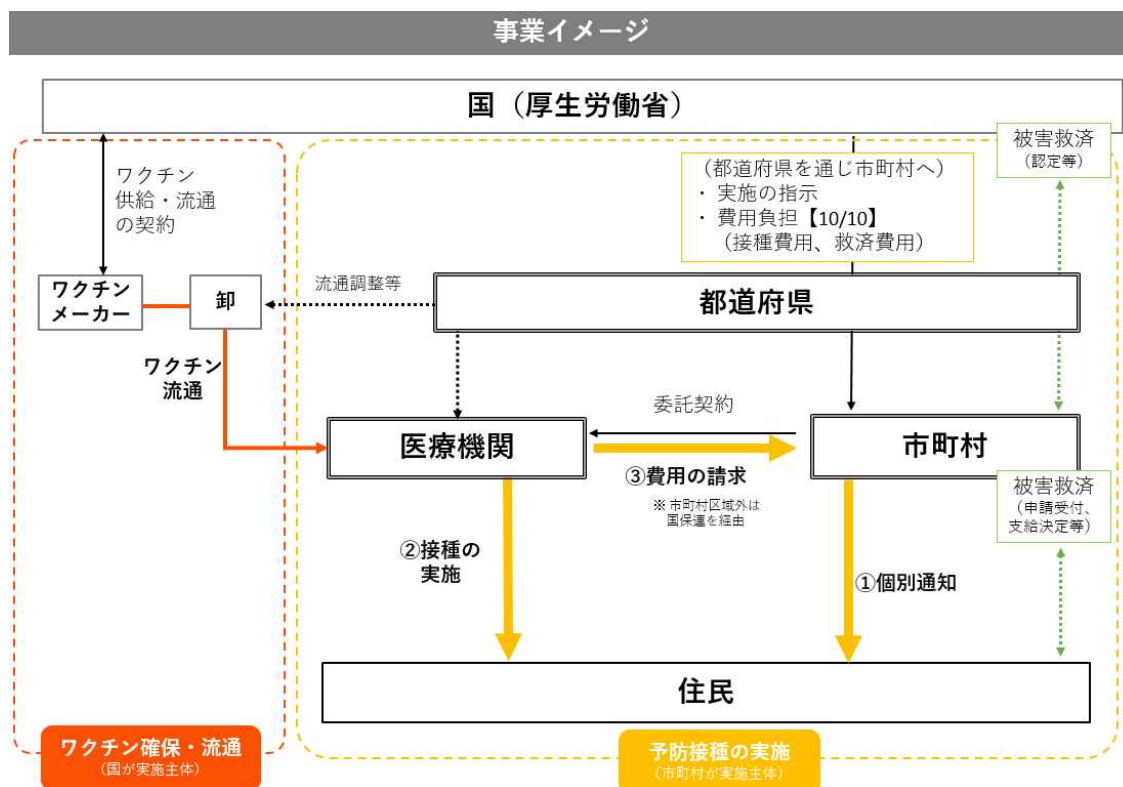 事業イメージ
国（厚生労働省）
ワクチン
供給・流通
の契約
（都道府県を通じ市町村へ）
・ 実施の指示
・ 費用負担【10/10】
（接種費用、救済費用）
被害救済
（認定等）
ワクチン
メーカー
卸
流通調整等
都道府県
ワクチン
流通
医療機関
委託契約
市町村
③費用の請求
※ 市町村区域外は
国保連を経由
被害救済
（申請受付、
支給決定等）
②接種の
実施
①個別通知
住民
ワクチン確保・流通
（国が実施主体）
予防接種の実施
（市町村が実施主体）